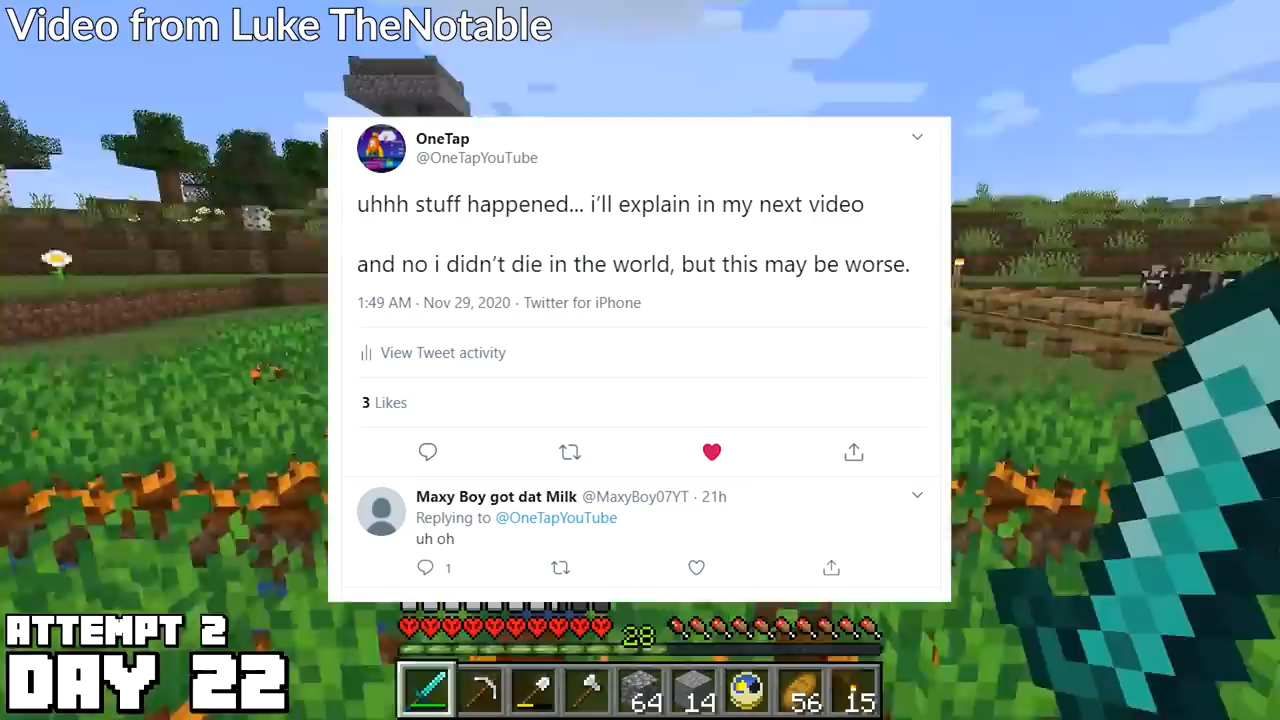 Video from Luke TheNotable
OneTap
@OneTapYouTube
uhhh stuff happened... i'll explain in my next video
and no i didn't die in the world, but this may be worse.
1:49 AM · Nov 29, 2020 · Twitter for iPhone
View Tweet activity
3 Likes
Maxy Boy got dat Milk @MaxyBoy07YT · 21h
Replying to @OneTapYouTube
uh oh
1
ATTEMPT 2
DAY 22
28
64 14 56 15